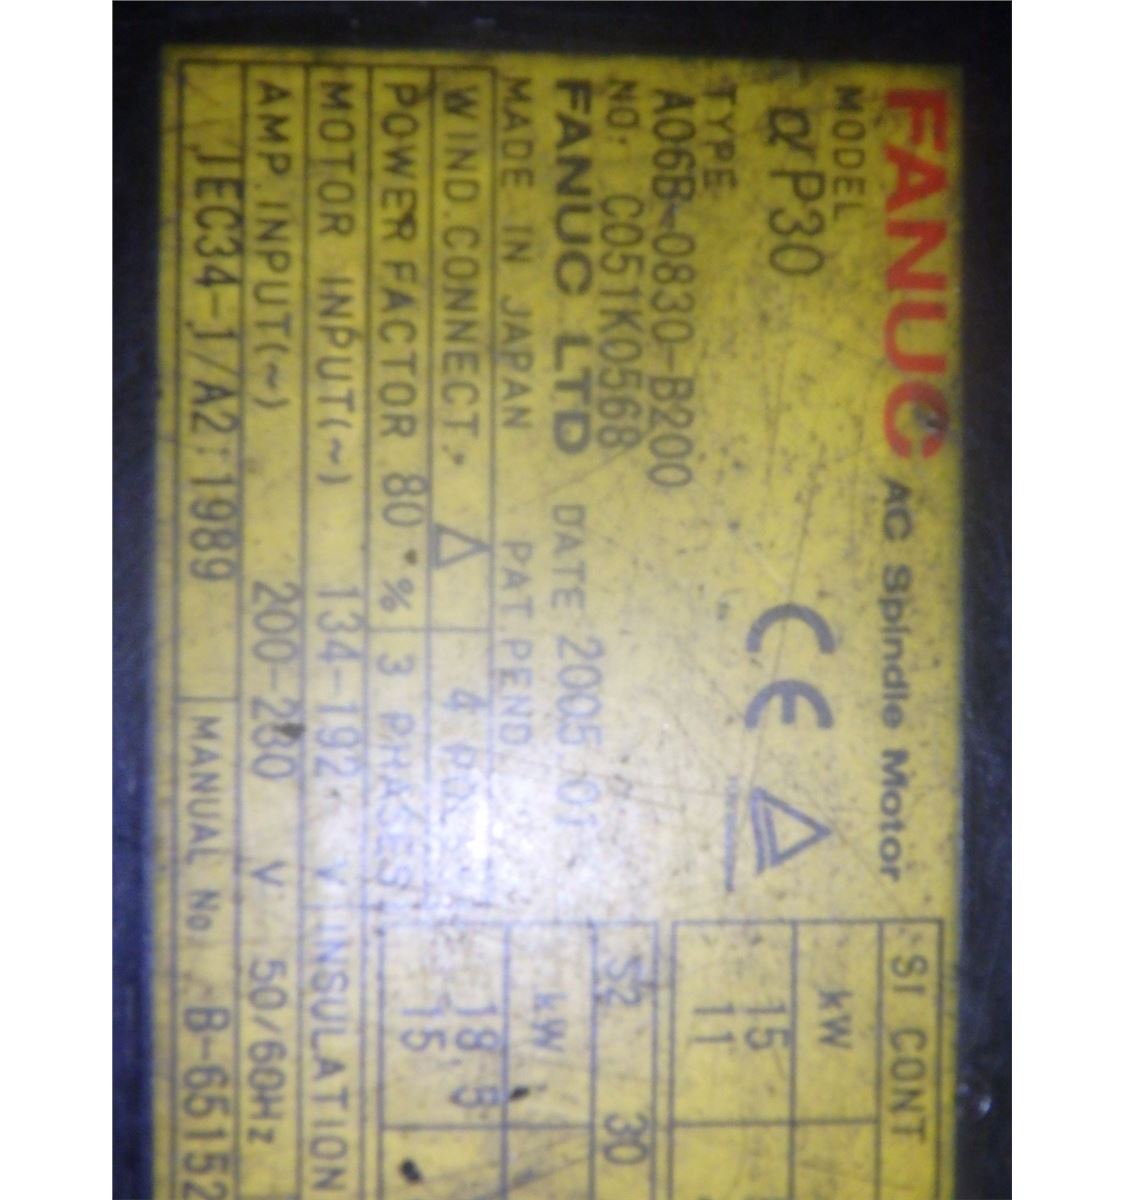 FANUC AC Spindle Motor
MODEL
αP30
TYPE
A06B-0830-B200
NO. C051K0568
FANUC LTD DATE 2005.01
MADE IN JAPAN PAT.PEND.
WIND.CONNECT. △ 4
POWER FACTOR 80 % 3 PHASES
MOTOR INPUT(~) 134-192 V INSULATION
AMP.INPUT(~) 200-230 V 50/60Hz
JEC34-1/A2:1989 MANUAL No. B-65152
CE
S1 CONT
kW
15
11
S2 30
kW
18.5
15